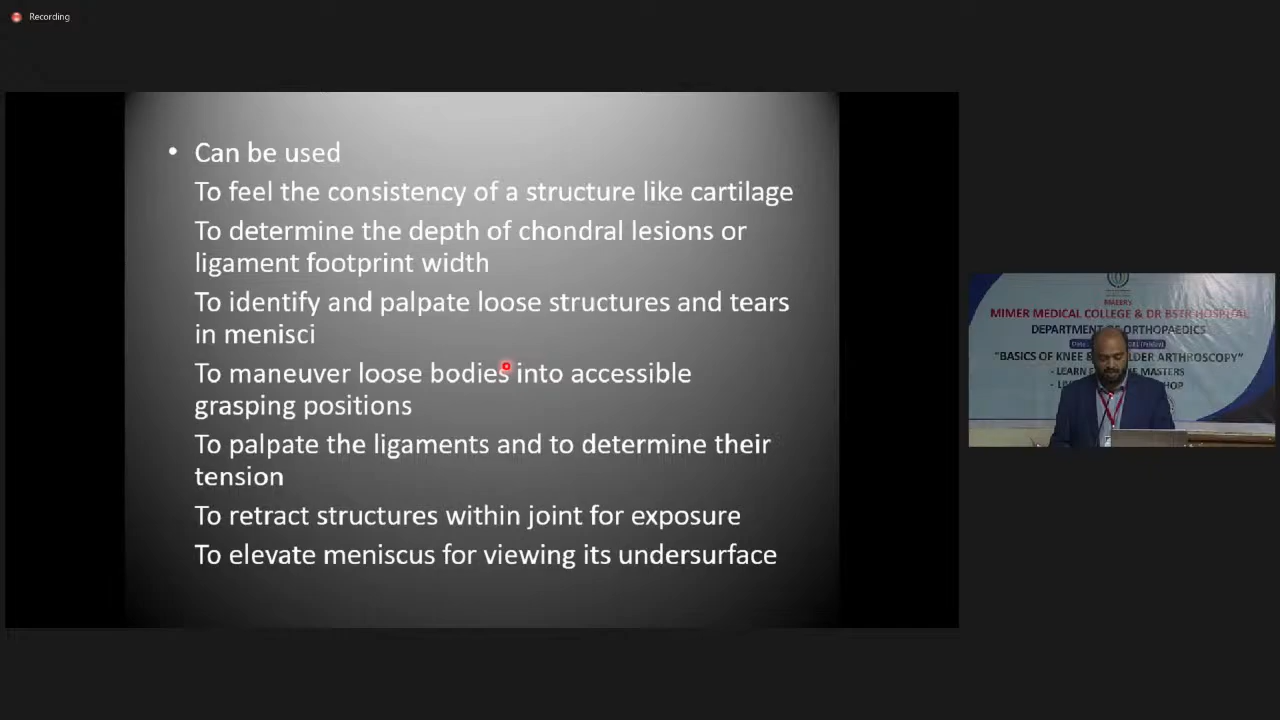 Recording
• Can be used
To feel the consistency of a structure like cartilage
To determine the depth of chondral lesions or
ligament footprint width
To identify and palpate loose structures and tears
in menisci
To maneuver loose bodies into accessible
grasping positions
To palpate the ligaments and to determine their
tension
To retract structures within joint for exposure
To elevate meniscus for viewing its undersurface
MIMER MEDICAL COLLEGE & DR BSTR HOSPITAL
DEPARTMENT OF ORTHOPAEDICS
"BASICS OF KNEE & LDER ARTHROSCOPY"
- LEARN MASTERS
HOP